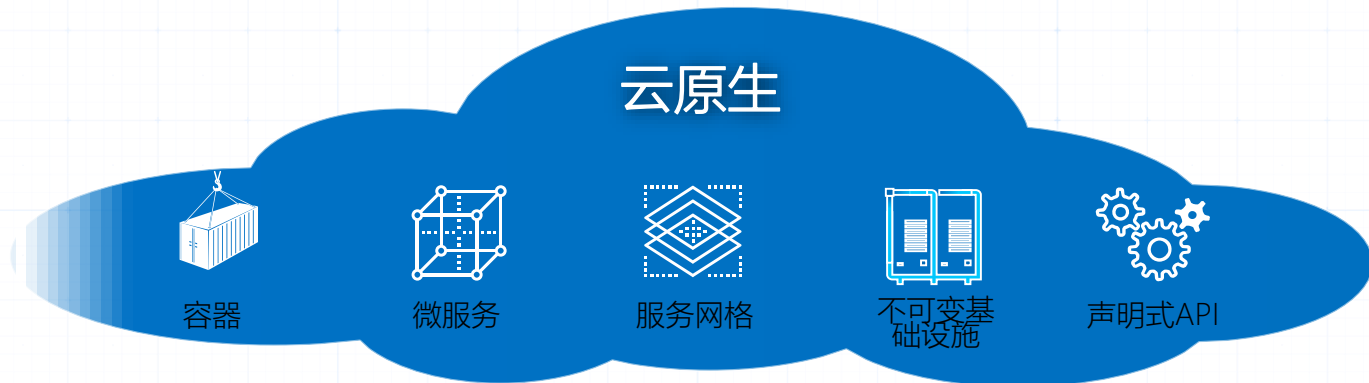 云原生
容器
微服务
服务网格
不可变基
础设施
声明式API